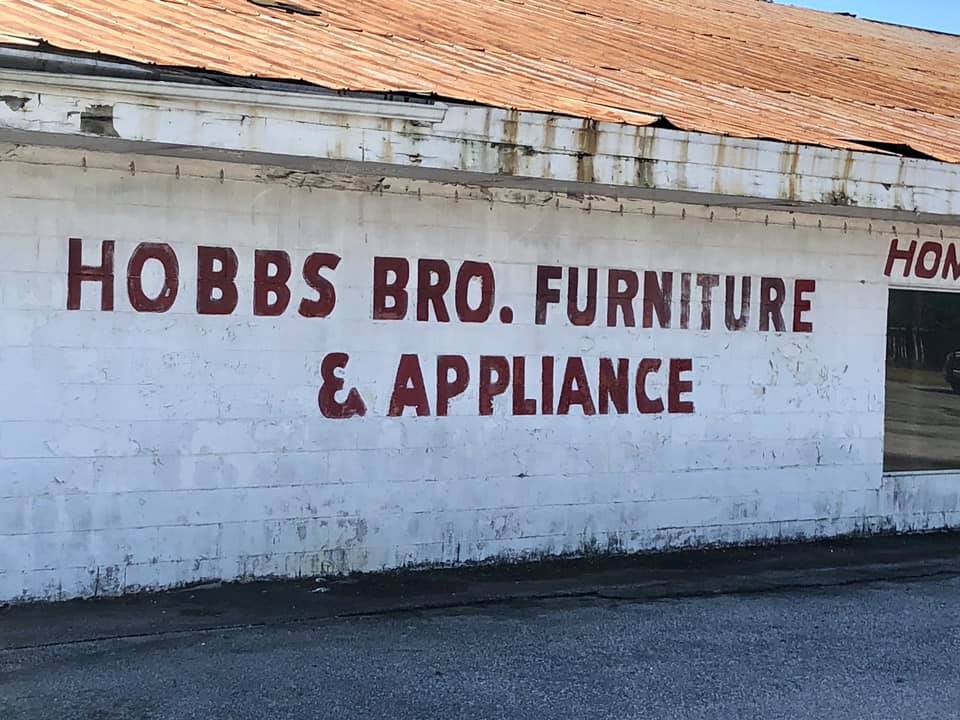 HOBBS BRO. FURNITURE
& APPLIANCE